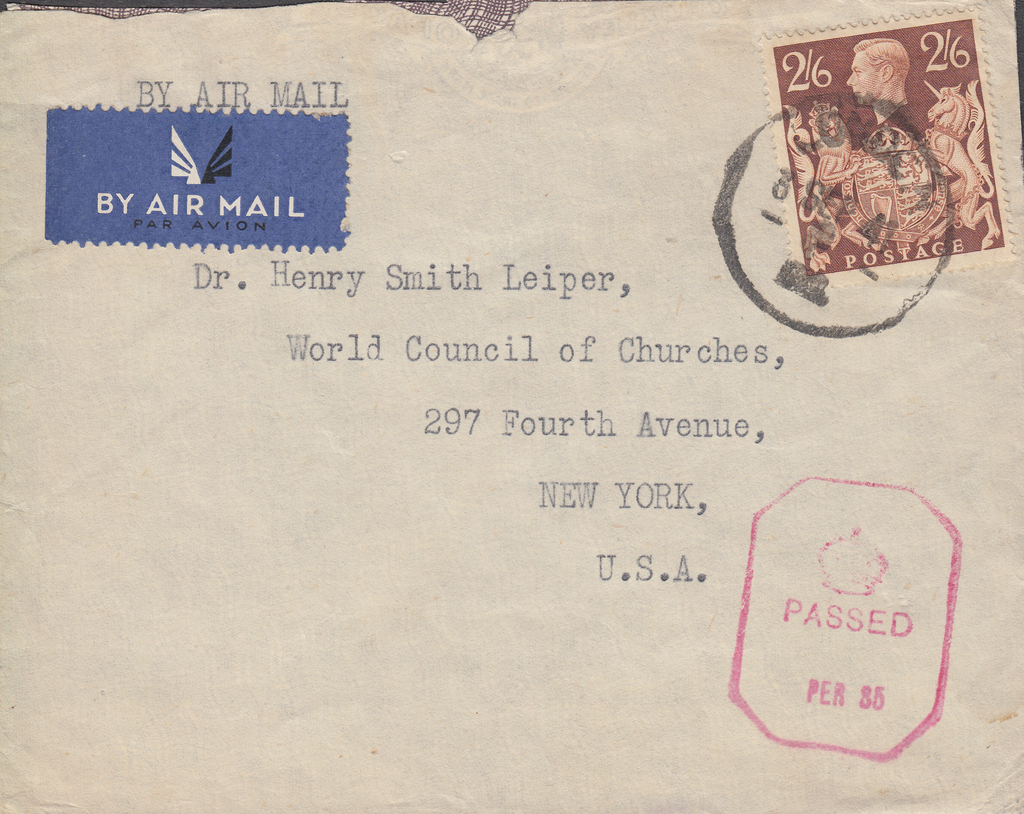 2/6 2/6
POSTAGE
BY AIR MAIL
BY AIR MAIL
PAR AVION
Dr. Henry Smith Leiper,
World Council of Churches,
297 Fourth Avenue,
NEW YORK,
U.S.A.
PASSED
PER 85